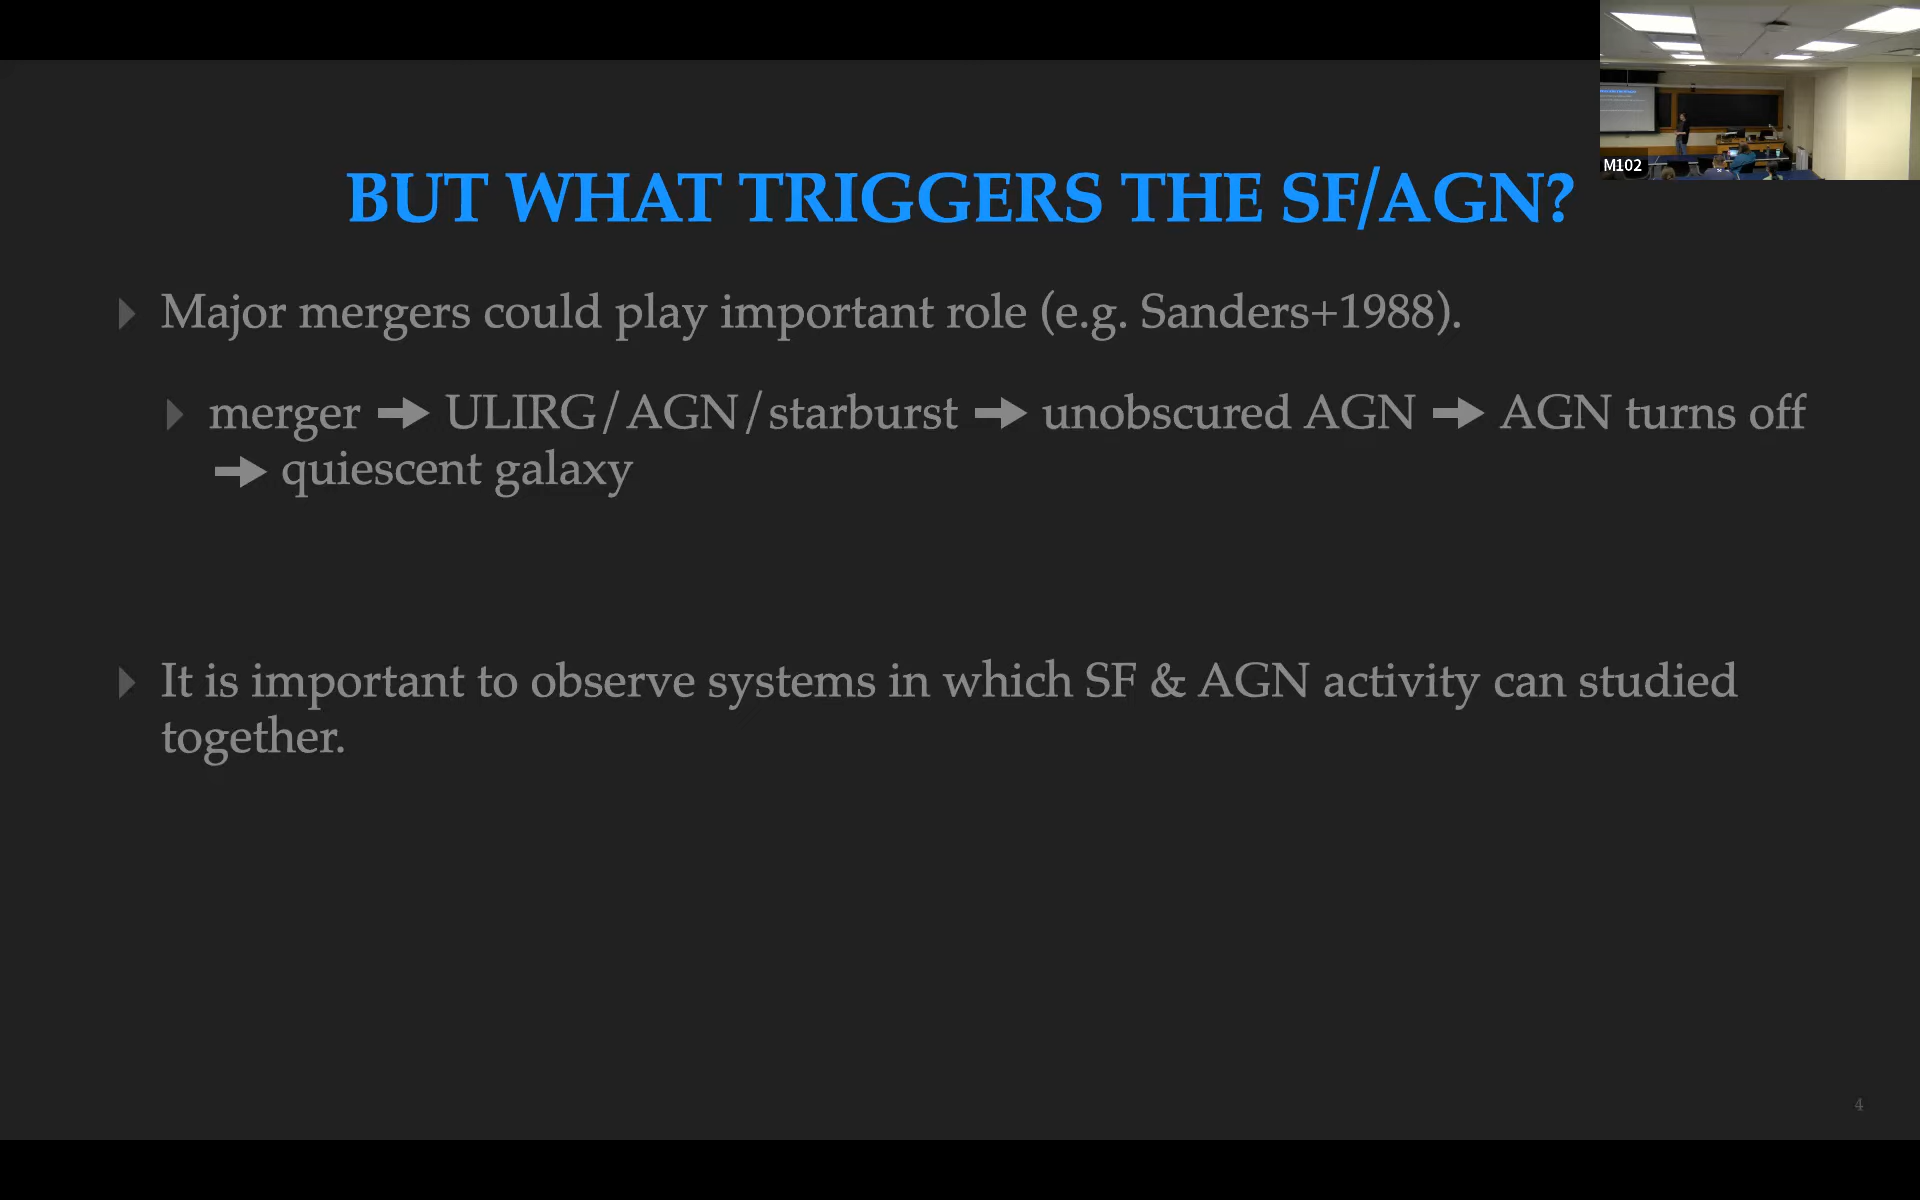 M102
BUT WHAT TRIGGERS THE SF/AGN?
Major mergers could play important role (e.g. Sanders+1988).
merger ➡ ULIRG/AGN/starburst ➡ unobscured AGN ➡ AGN turns off
➡ quiescent galaxy
It is important to observe systems in which SF & AGN activity can studied
together.
4